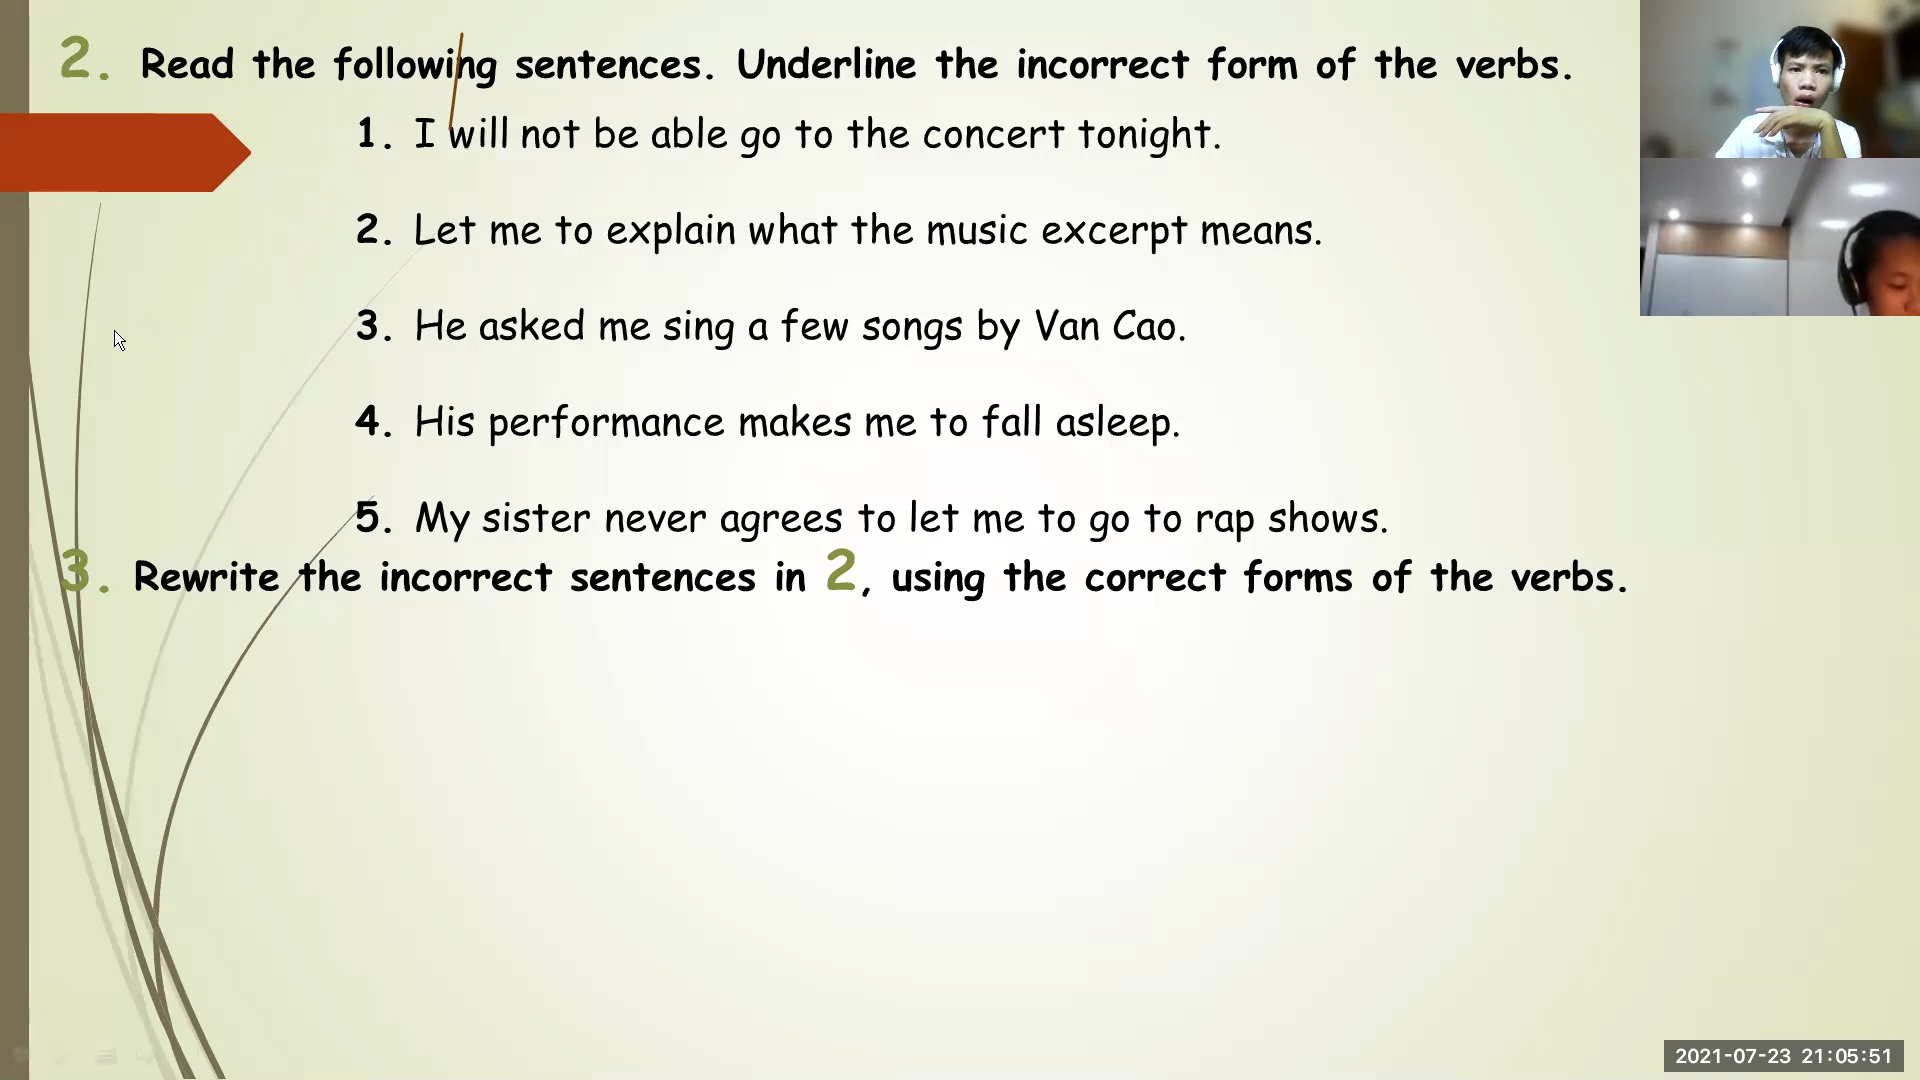 2. Read the following sentences. Underline the incorrect form of the verbs.
1. I will not be able go to the concert tonight.
2. Let me to explain what the music excerpt means.
3. He asked me sing a few songs by Van Cao.
4. His performance makes me to fall asleep.
5. My sister never agrees to let me to go to rap shows.
3. Rewrite the incorrect sentences in 2, using the correct forms of the verbs.
2021-07-23 21:05:51